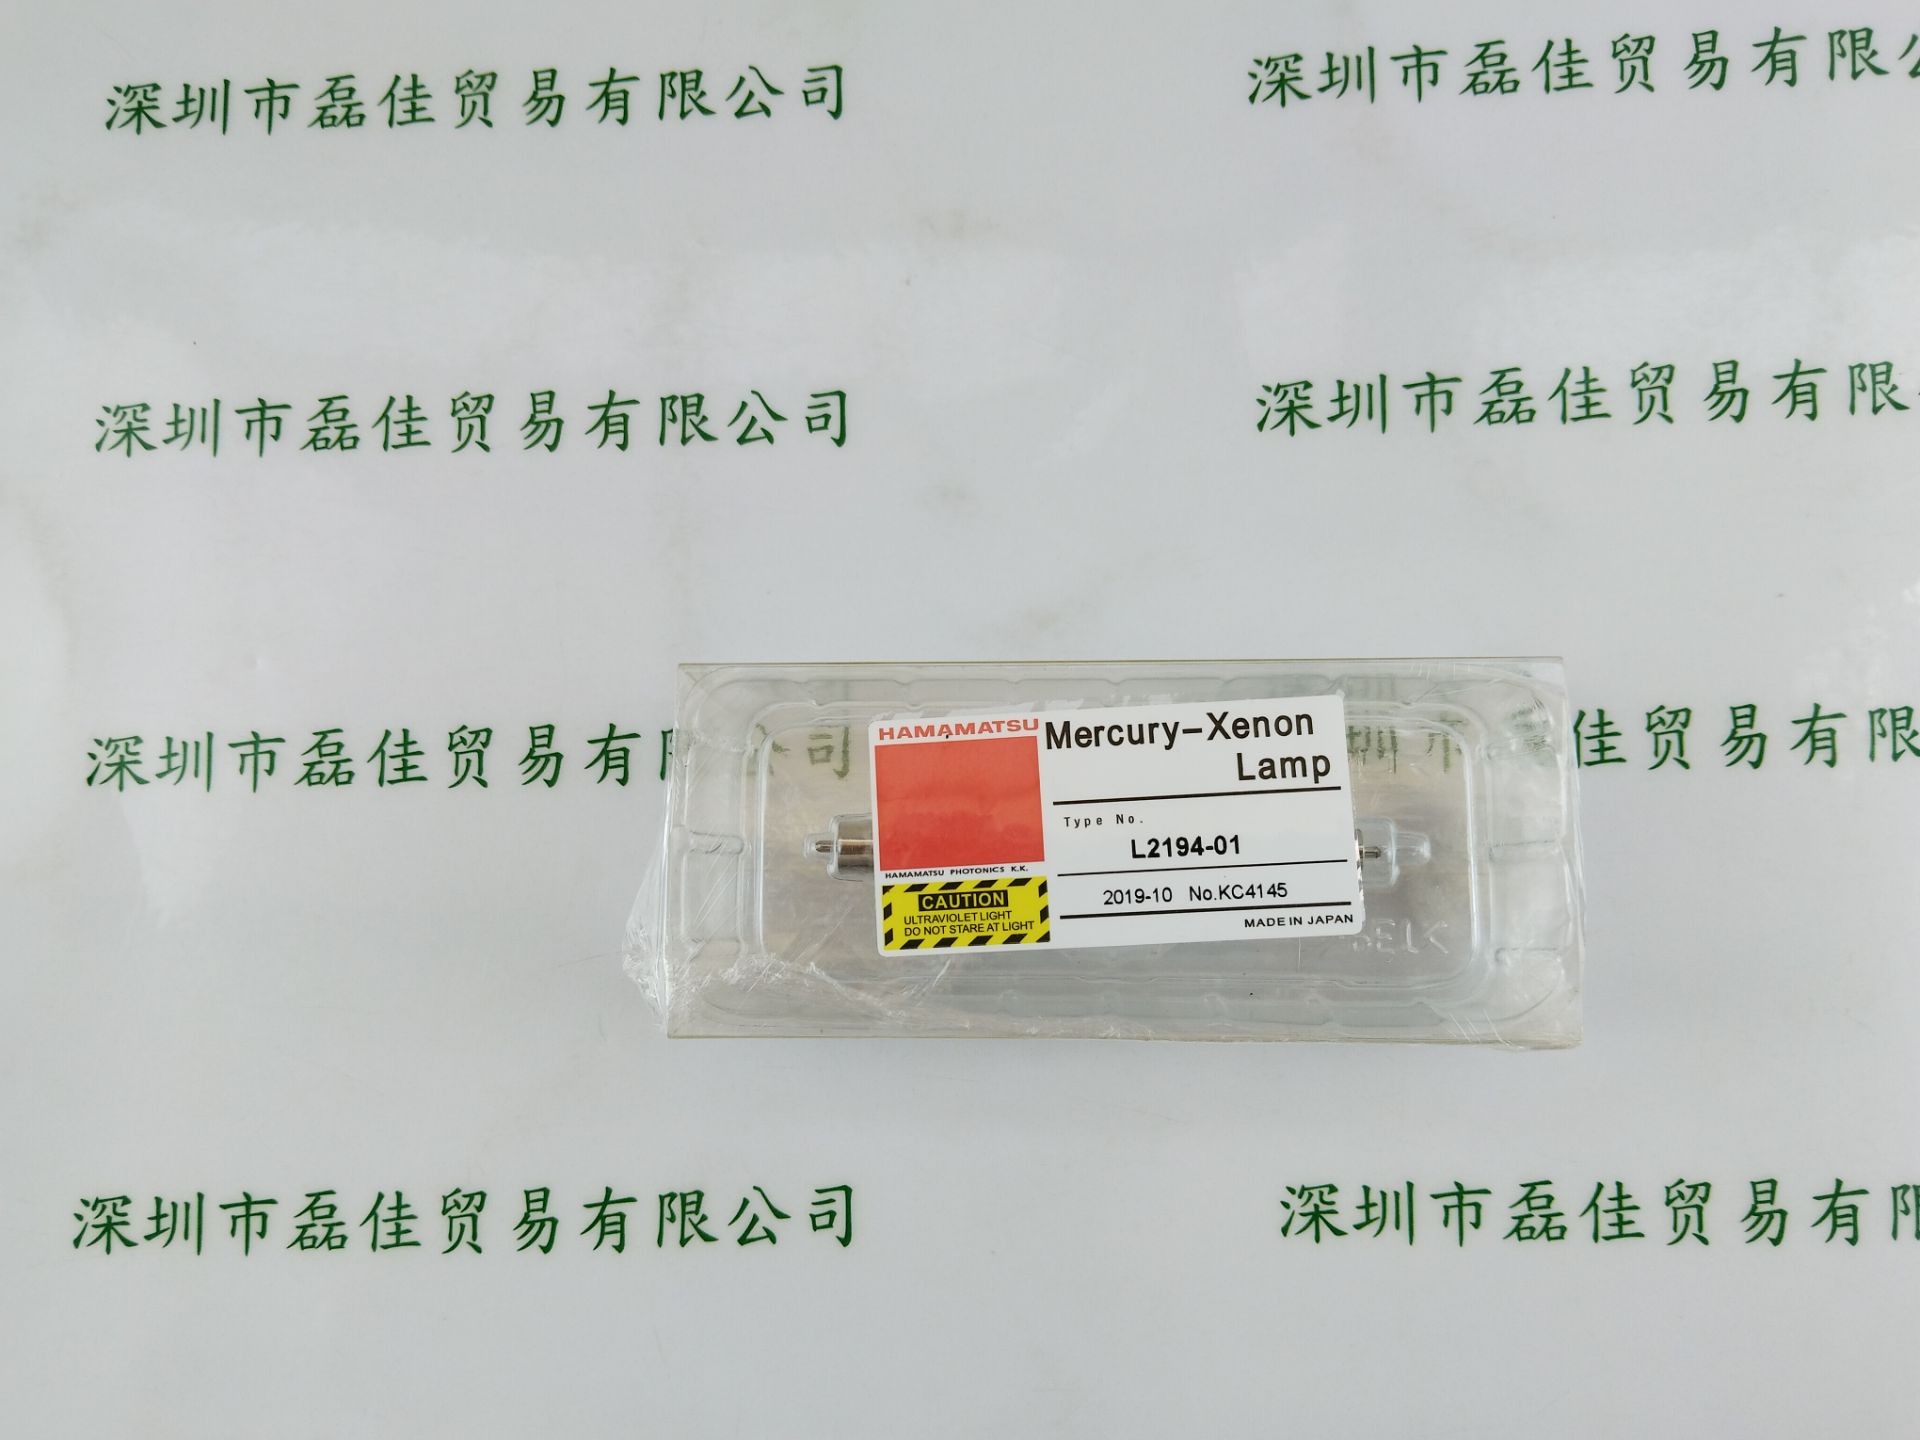 深圳市磊佳贸易有限公司
深圳市磊佳贸易有限
深圳市磊佳贸易有限公司
深圳市磊佳贸易有限
深圳市磊佳贸易有
司
圳市
佳贸易有限
HAMAMATSU
Mercury-Xenon
Lamp
Type No.
L2194-01
HAMAMATSU PHOTONICS K.K.
CAUTION
ULTRAVIOLET LIGHT
DO NOT STARE AT LIGHT
2019-10 No.KC4145
MADE IN JAPAN
深圳市磊佳贸易有限公司
深圳市磊佳贸易有